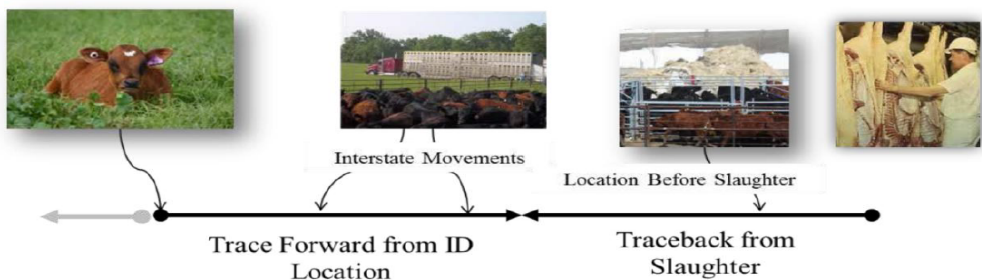 Interstate Movements
Location Before Slaughter
Trace Forward from ID
Location
Traceback from
Slaughter